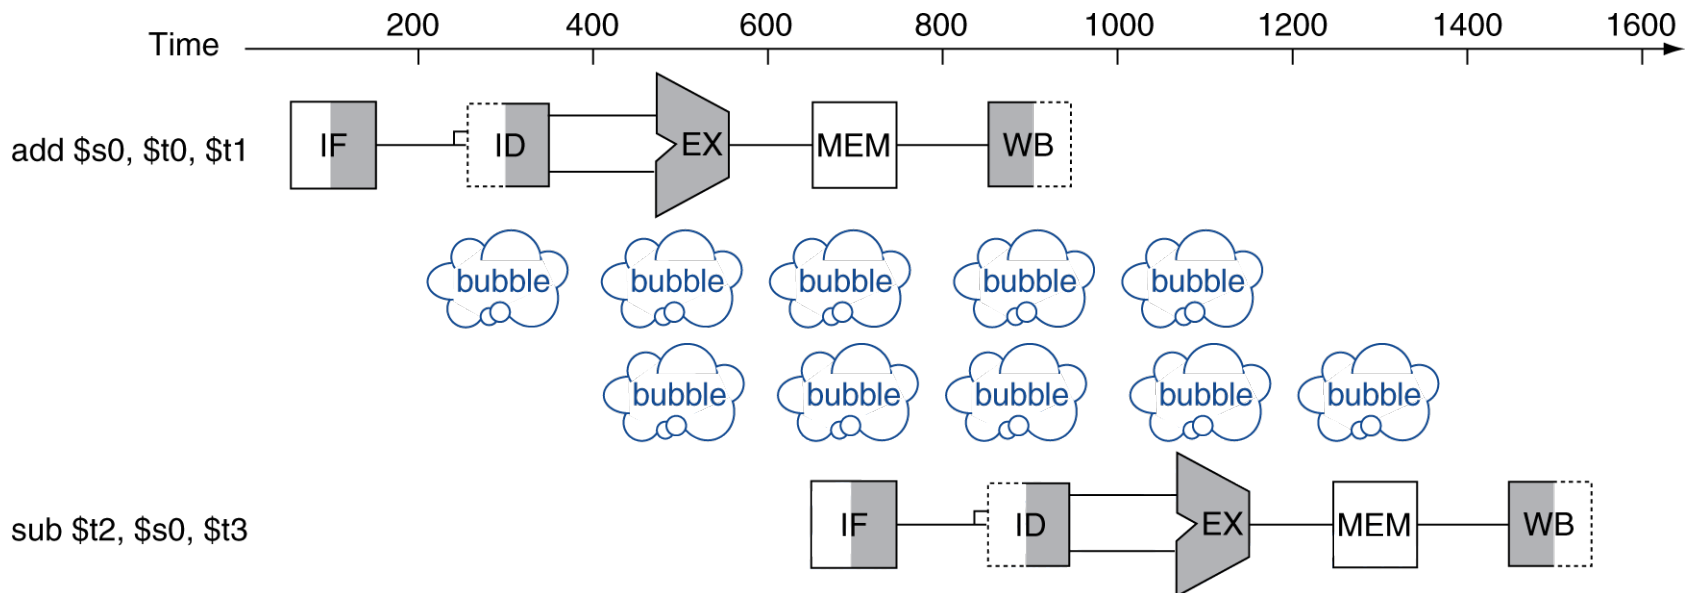 200 400 600 800 1000 1200 1400 1600
Time
add $s0, $t0, $t1 IF ID EX MEM WB
bubble bubble bubble bubble bubble
bubble bubble bubble bubble bubble
sub $t2, $s0, $t3 IF ID EX MEM WB